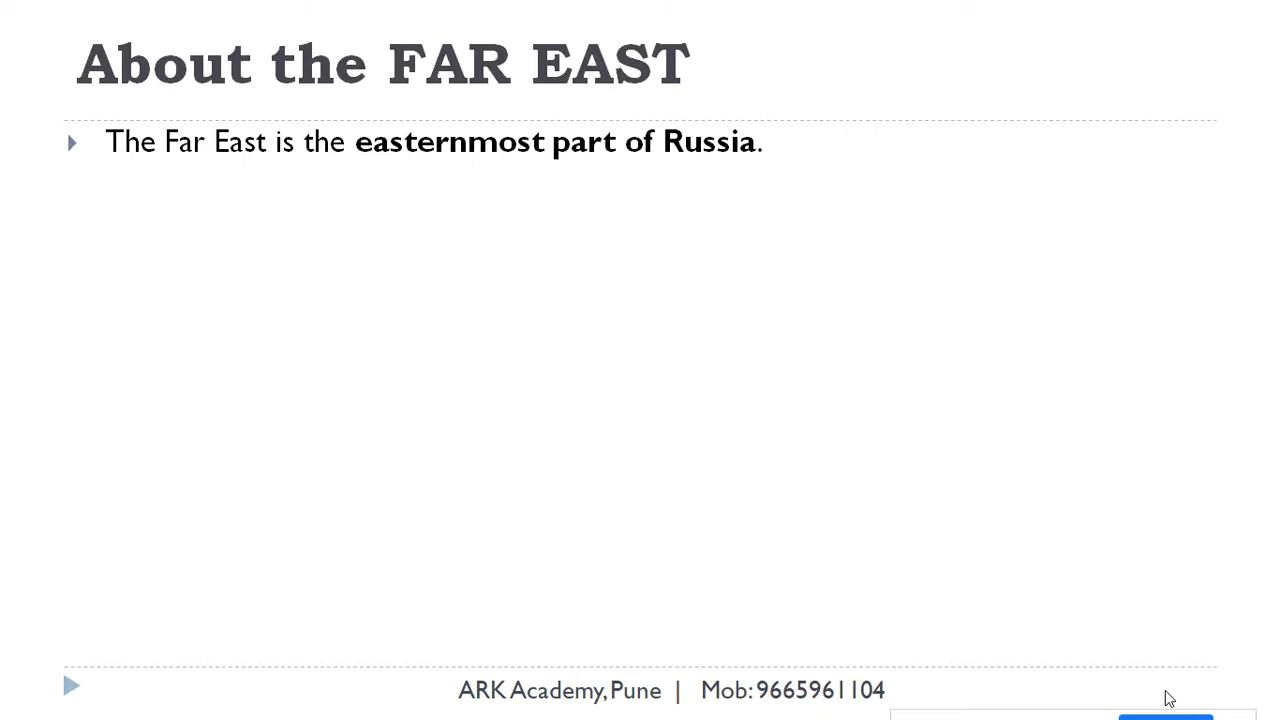 About the FAR EAST
The Far East is the easternmost part of Russia.
ARK Academy, Pune | Mob: 9665961104